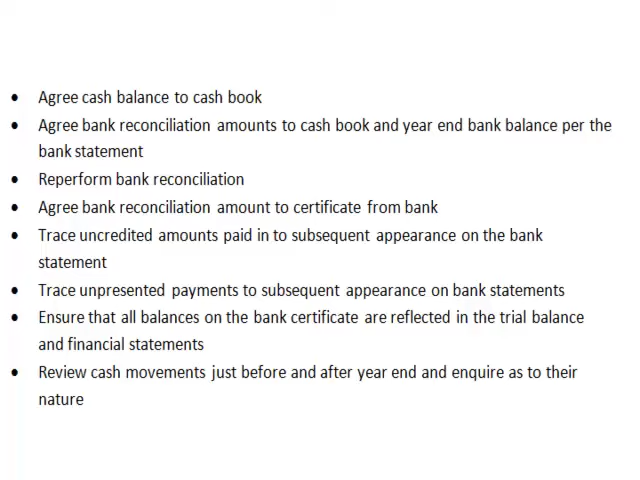 • Agree cash balance to cash book
• Agree bank reconciliation amounts to cash book and year end bank balance per the
bank statement
• Reperform bank reconciliation
• Agree bank reconciliation amount to certificate from bank
• Trace uncredited amounts paid in to subsequent appearance on the bank
statement
• Trace unpresented payments to subsequent appearance on bank statements
• Ensure that all balances on the bank certificate are reflected in the trial balance
and financial statements
• Review cash movements just before and after year end and enquire as to their
nature